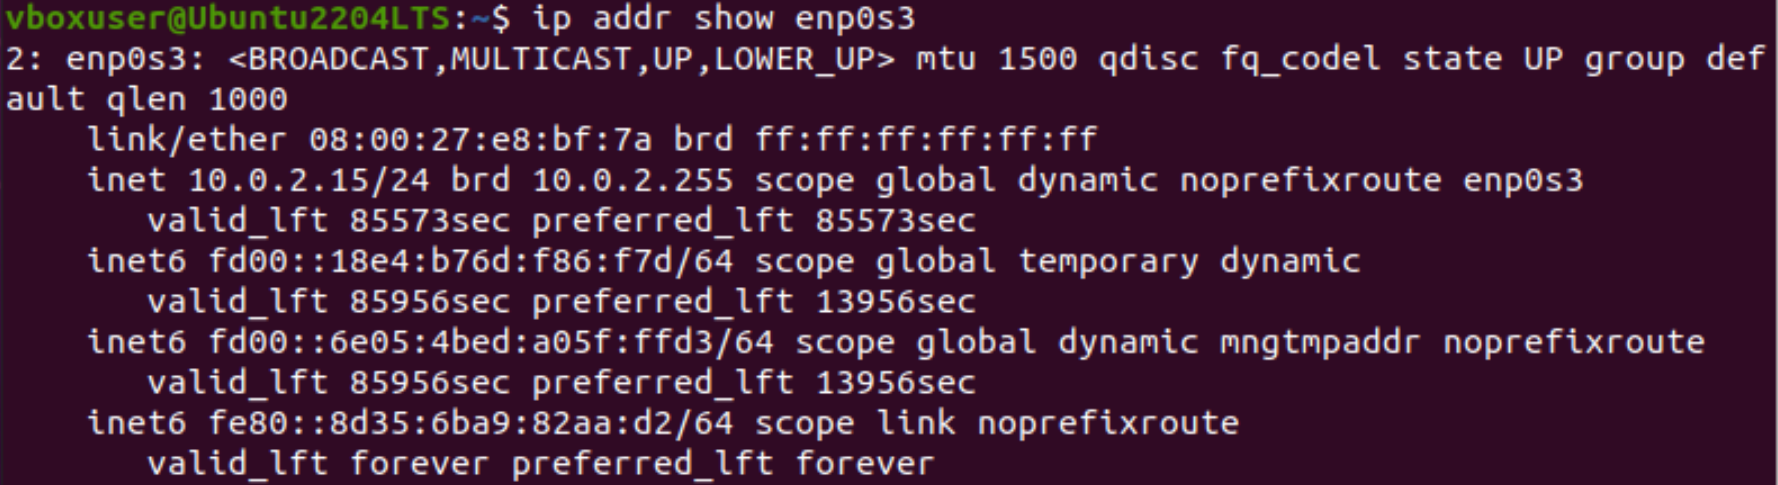 vboxuser@Ubuntu2204LTS:~$ ip addr show enp0s3
2: enp0s3: <BROADCAST,MULTICAST,UP,LOWER_UP> mtu 1500 qdisc fq_codel state UP group def
ault qlen 1000
    link/ether 08:00:27:e8:bf:7a brd ff:ff:ff:ff:ff:ff
    inet 10.0.2.15/24 brd 10.0.2.255 scope global dynamic noprefixroute enp0s3
       valid_lft 85573sec preferred_lft 85573sec
    inet6 fd00::18e4:b76d:f86:f7d/64 scope global temporary dynamic
       valid_lft 85956sec preferred_lft 13956sec
    inet6 fd00::6e05:4bed:a05f:ffd3/64 scope global dynamic mngtmpaddr noprefixroute
       valid_lft 85956sec preferred_lft 13956sec
    inet6 fe80::8d35:6ba9:82aa:d2/64 scope link noprefixroute
       valid_lft forever preferred_lft forever